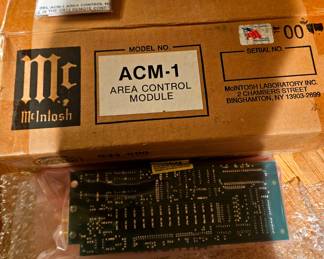 MODEL NO.
ACM-1
AREA CONTROL
MODULE
SERIAL NO.
00
Mc
McIntosh
McINTOSH LABORATORY INC.
2 CHAMBERS STREET
BINGHAMTON, NY 13903-2699